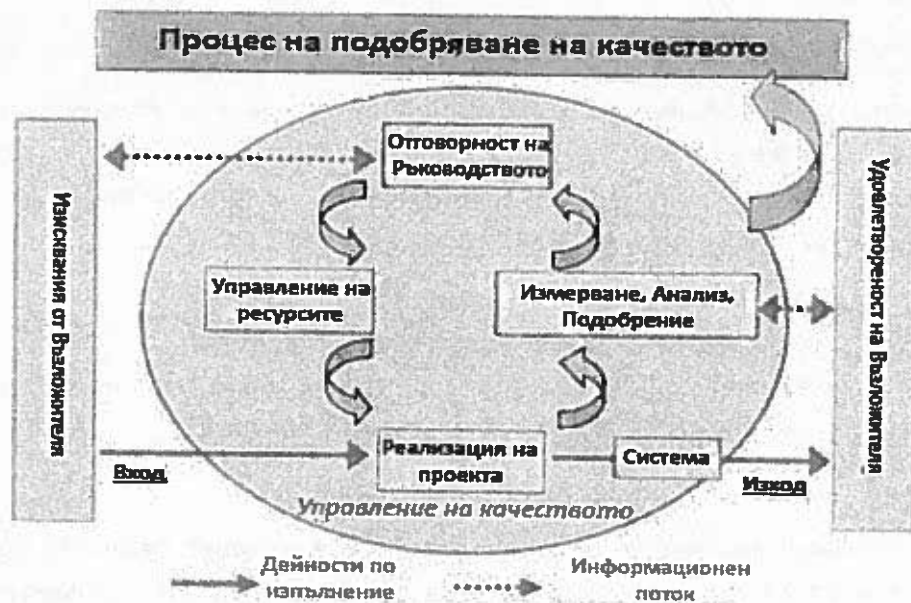 Процес на подобряване на качеството
Изисквания от Възложителя
Отговорност на
Ръководството
Управление на
ресурсите
Измерване, Анализ,
Подобрение
Удовлетвореност на Възложителя
Вход
Реализация на
проекта
Система
Изход
Управление на качеството
Дейности по
изпълнение
Информационен
поток